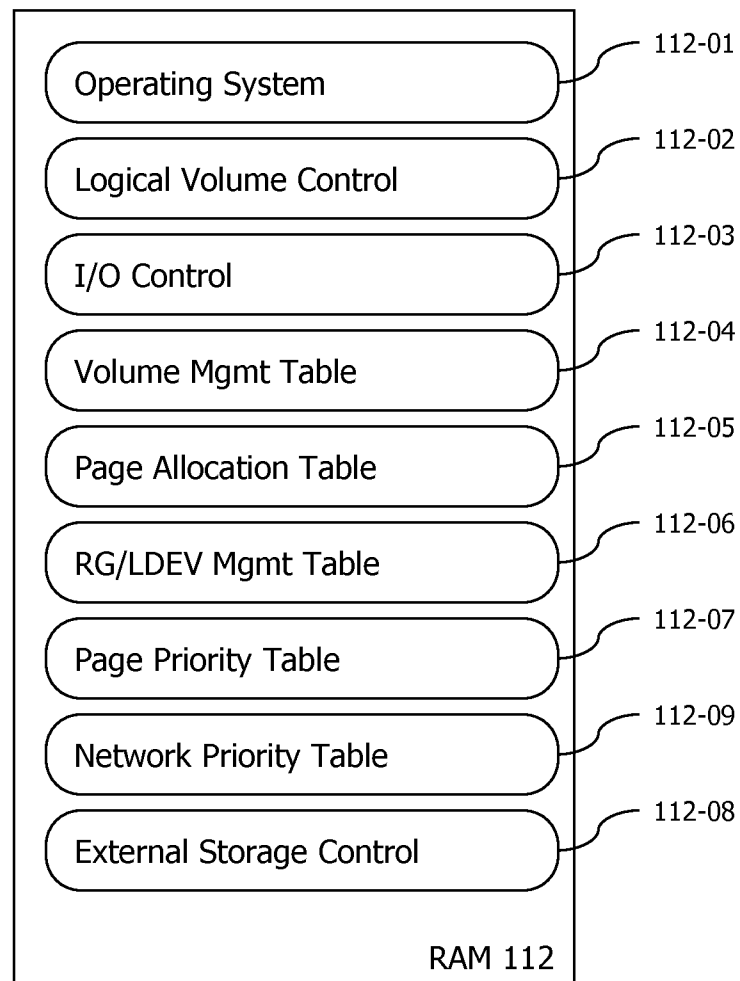 Operating System 112-01
Logical Volume Control 112-02
I/O Control 112-03
Volume Mgmt Table 112-04
Page Allocation Table 112-05
RG/LDEV Mgmt Table 112-06
Page Priority Table 112-07
Network Priority Table 112-09
External Storage Control 112-08
RAM 112